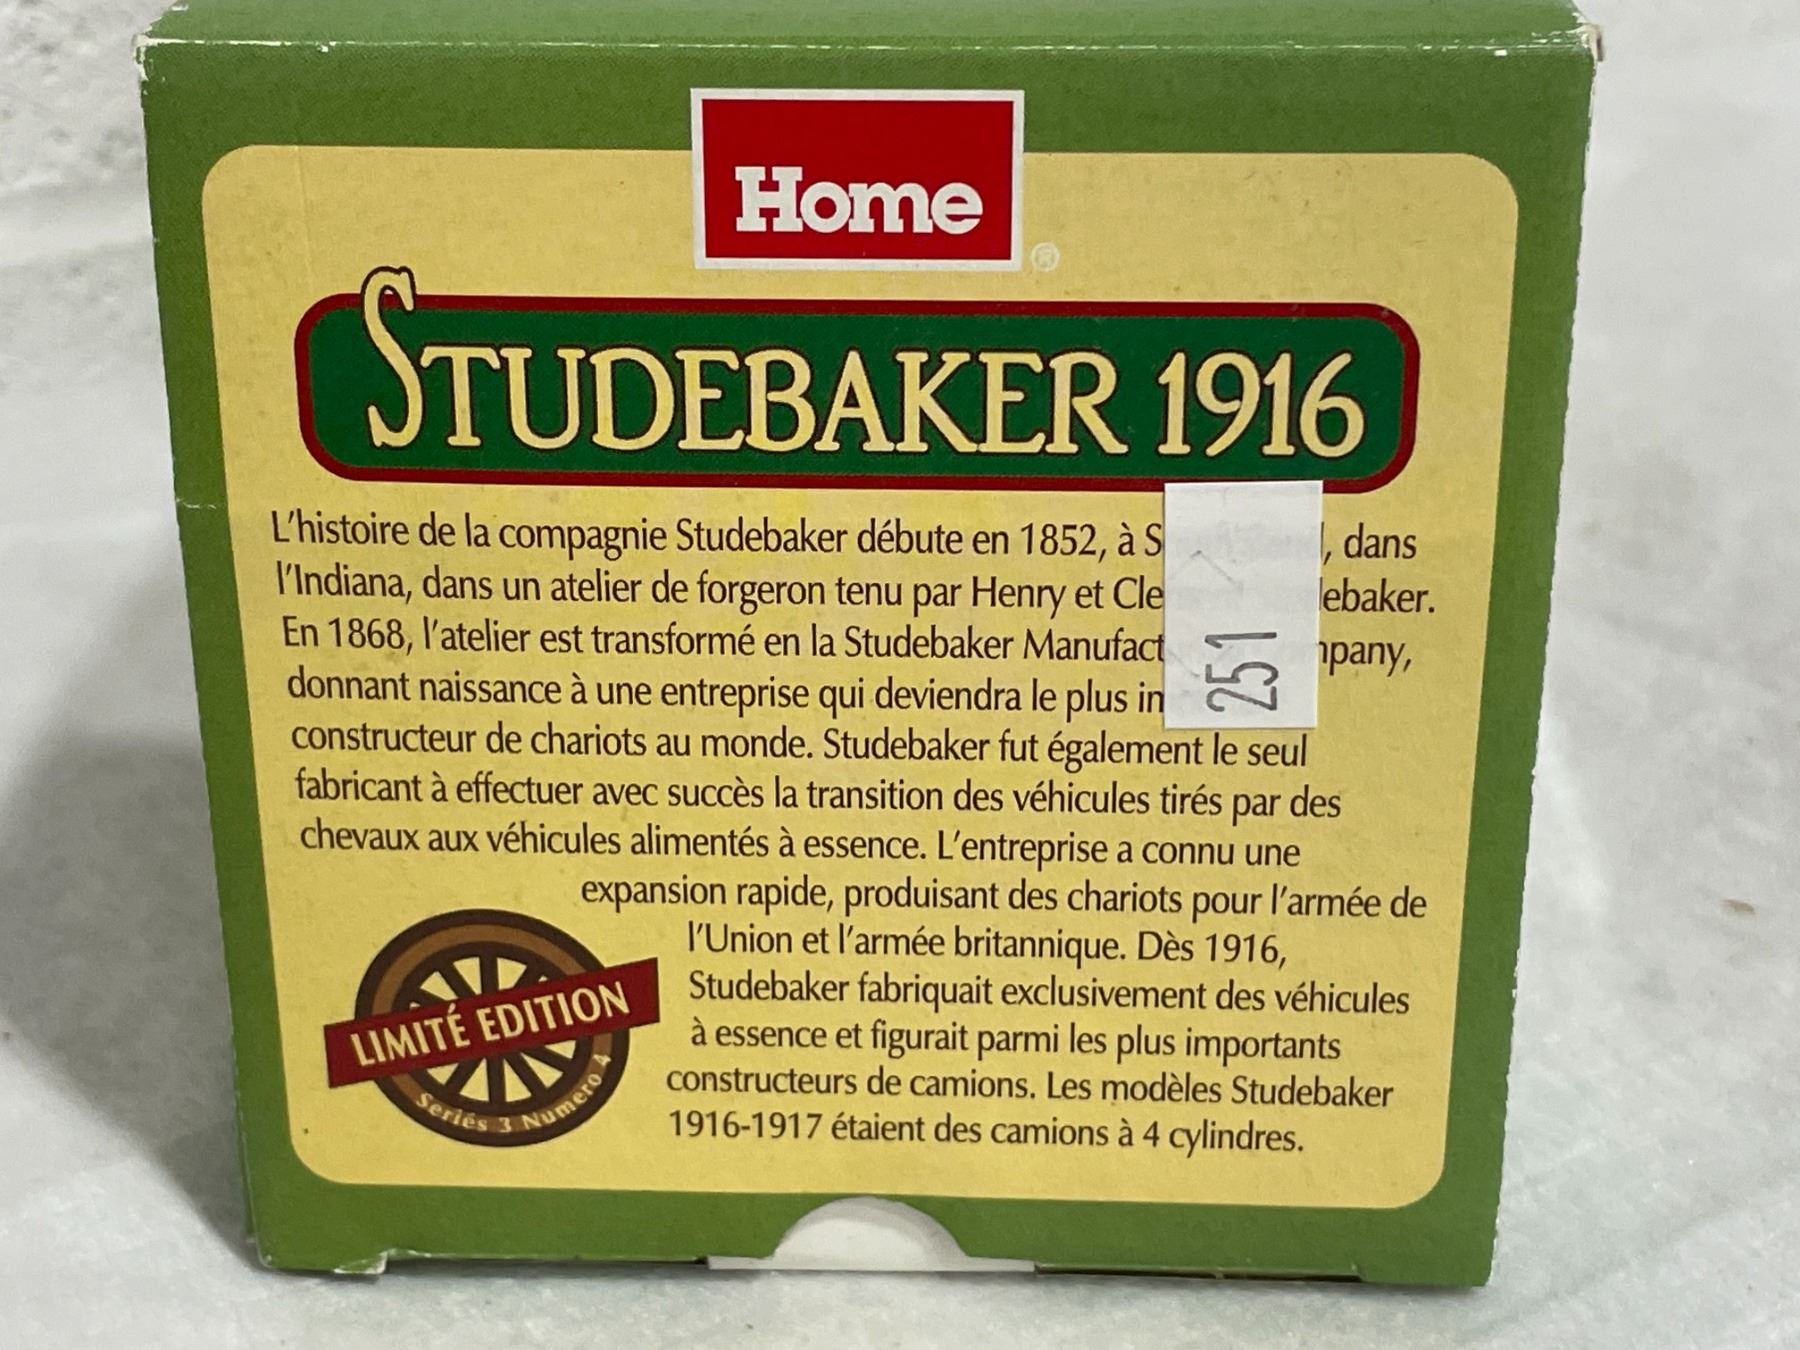 Home
®
STUDEBAKER 1916
L'histoire de la compagnie Studebaker débute en 1852, à , dans
l'Indiana, dans un atelier de forgeron tenu par Henry et
En 1868, l'atelier est transformé en la Studebaker
donnant naissance à une entreprise qui deviendra le plus
251
constructeur de chariots au monde. Studebaker fut également le seul
fabricant à effectuer avec succès la transition des véhicules tirés par des
chevaux aux véhicules alimentés à essence. L'entreprise a connu une
expansion rapide, produisant des chariots pour l'armée de
l'Union et l'armée britannique. Dès 1916,
Studebaker fabriquait exclusivement des véhicules
à essence et figurait parmi les plus importants
constructeurs de camions. Les modèles Studebaker
1916-1917 étaient des camions à 4 cylindres.
LIMITÉ EDITION
Seriés 3 Numero 4